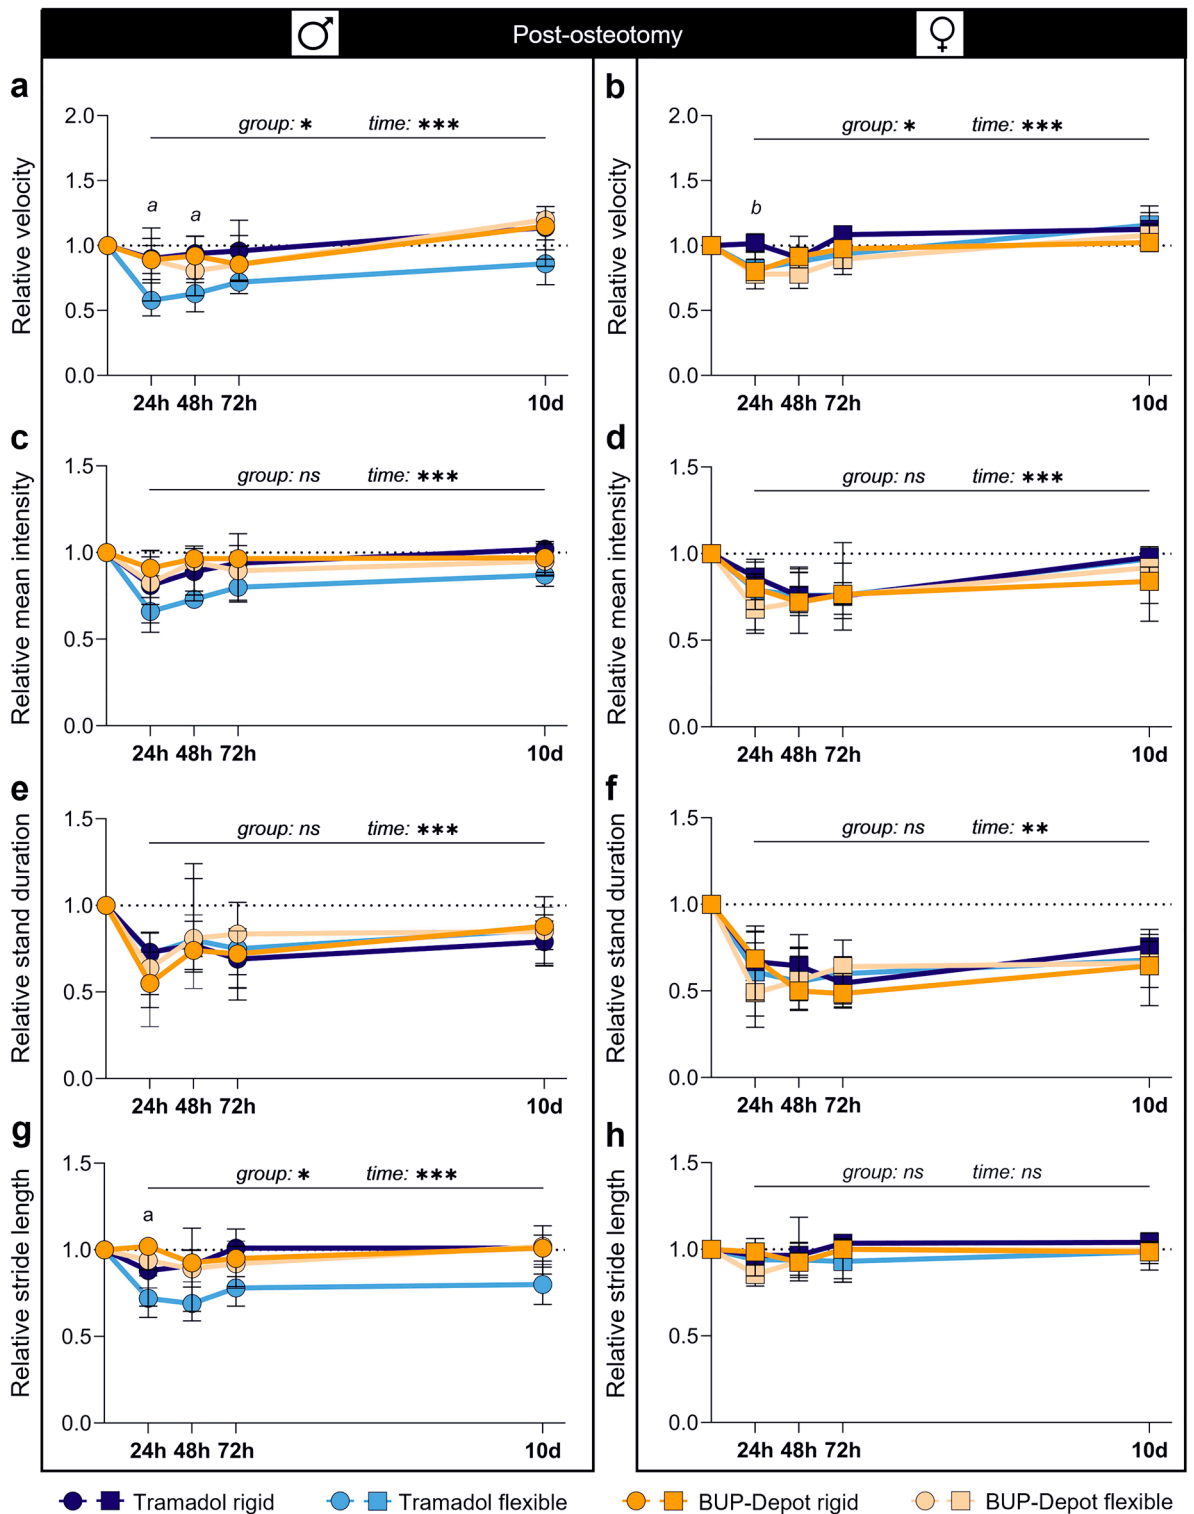 ♂ Post-osteotomy ♀
a
Relative velocity
2.0
1.5
1.0
0.5
0.0
group: * time: ***
a a
24h 48h 72h 10d
b
Relative velocity
2.0
1.5
1.0
0.5
0.0
group: * time: ***
b
24h 48h 72h 10d
c
Relative mean intensity
1.5
1.0
0.5
0.0
group: ns time: ***
24h 48h 72h 10d
d
Relative mean intensity
1.5
1.0
0.5
0.0
group: ns time: ***
24h 48h 72h 10d
e
Relative stand duration
1.5
1.0
0.5
0.0
group: ns time: ***
24h 48h 72h 10d
f
Relative stand duration
1.5
1.0
0.5
0.0
group: ns time: **
24h 48h 72h 10d
g
Relative stride length
1.5
1.0
0.5
0.0
group: * time: ***
a
24h 48h 72h 10d
h
Relative stride length
1.5
1.0
0.5
0.0
group: ns time: ns
24h 48h 72h 10d
Tramadol rigid Tramadol flexible BUP-Depot rigid BUP-Depot flexible